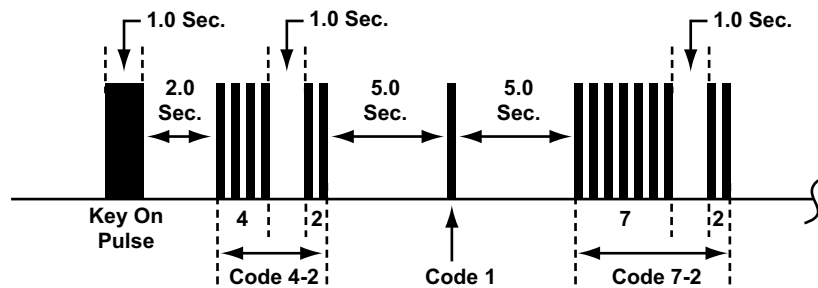 1.0 Sec.
1.0 Sec.
1.0 Sec.
2.0
Sec.
5.0
Sec.
5.0
Sec.
Key On
Pulse
4
2
7
2
Code 4-2
Code 1
Code 7-2